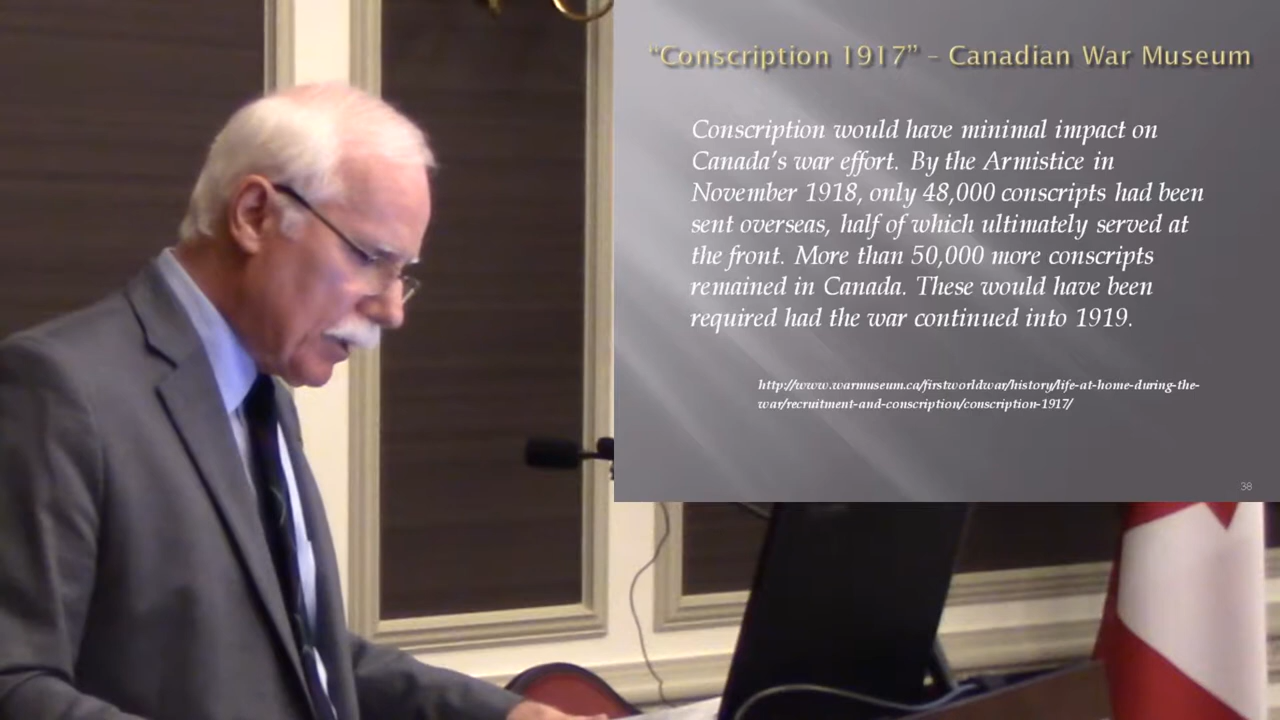 “Conscription 1917” – Canadian War Museum
Conscription would have minimal impact on
Canada’s war effort. By the Armistice in
November 1918, only 48,000 conscripts had been
sent overseas, half of which ultimately served at
the front. More than 50,000 more conscripts
remained in Canada. These would have been
required had the war continued into 1919.
http://www.warmuseum.ca/firstworldwar/history/life-at-home-during-the-
war/recruitment-and-conscription/conscription-1917/
38